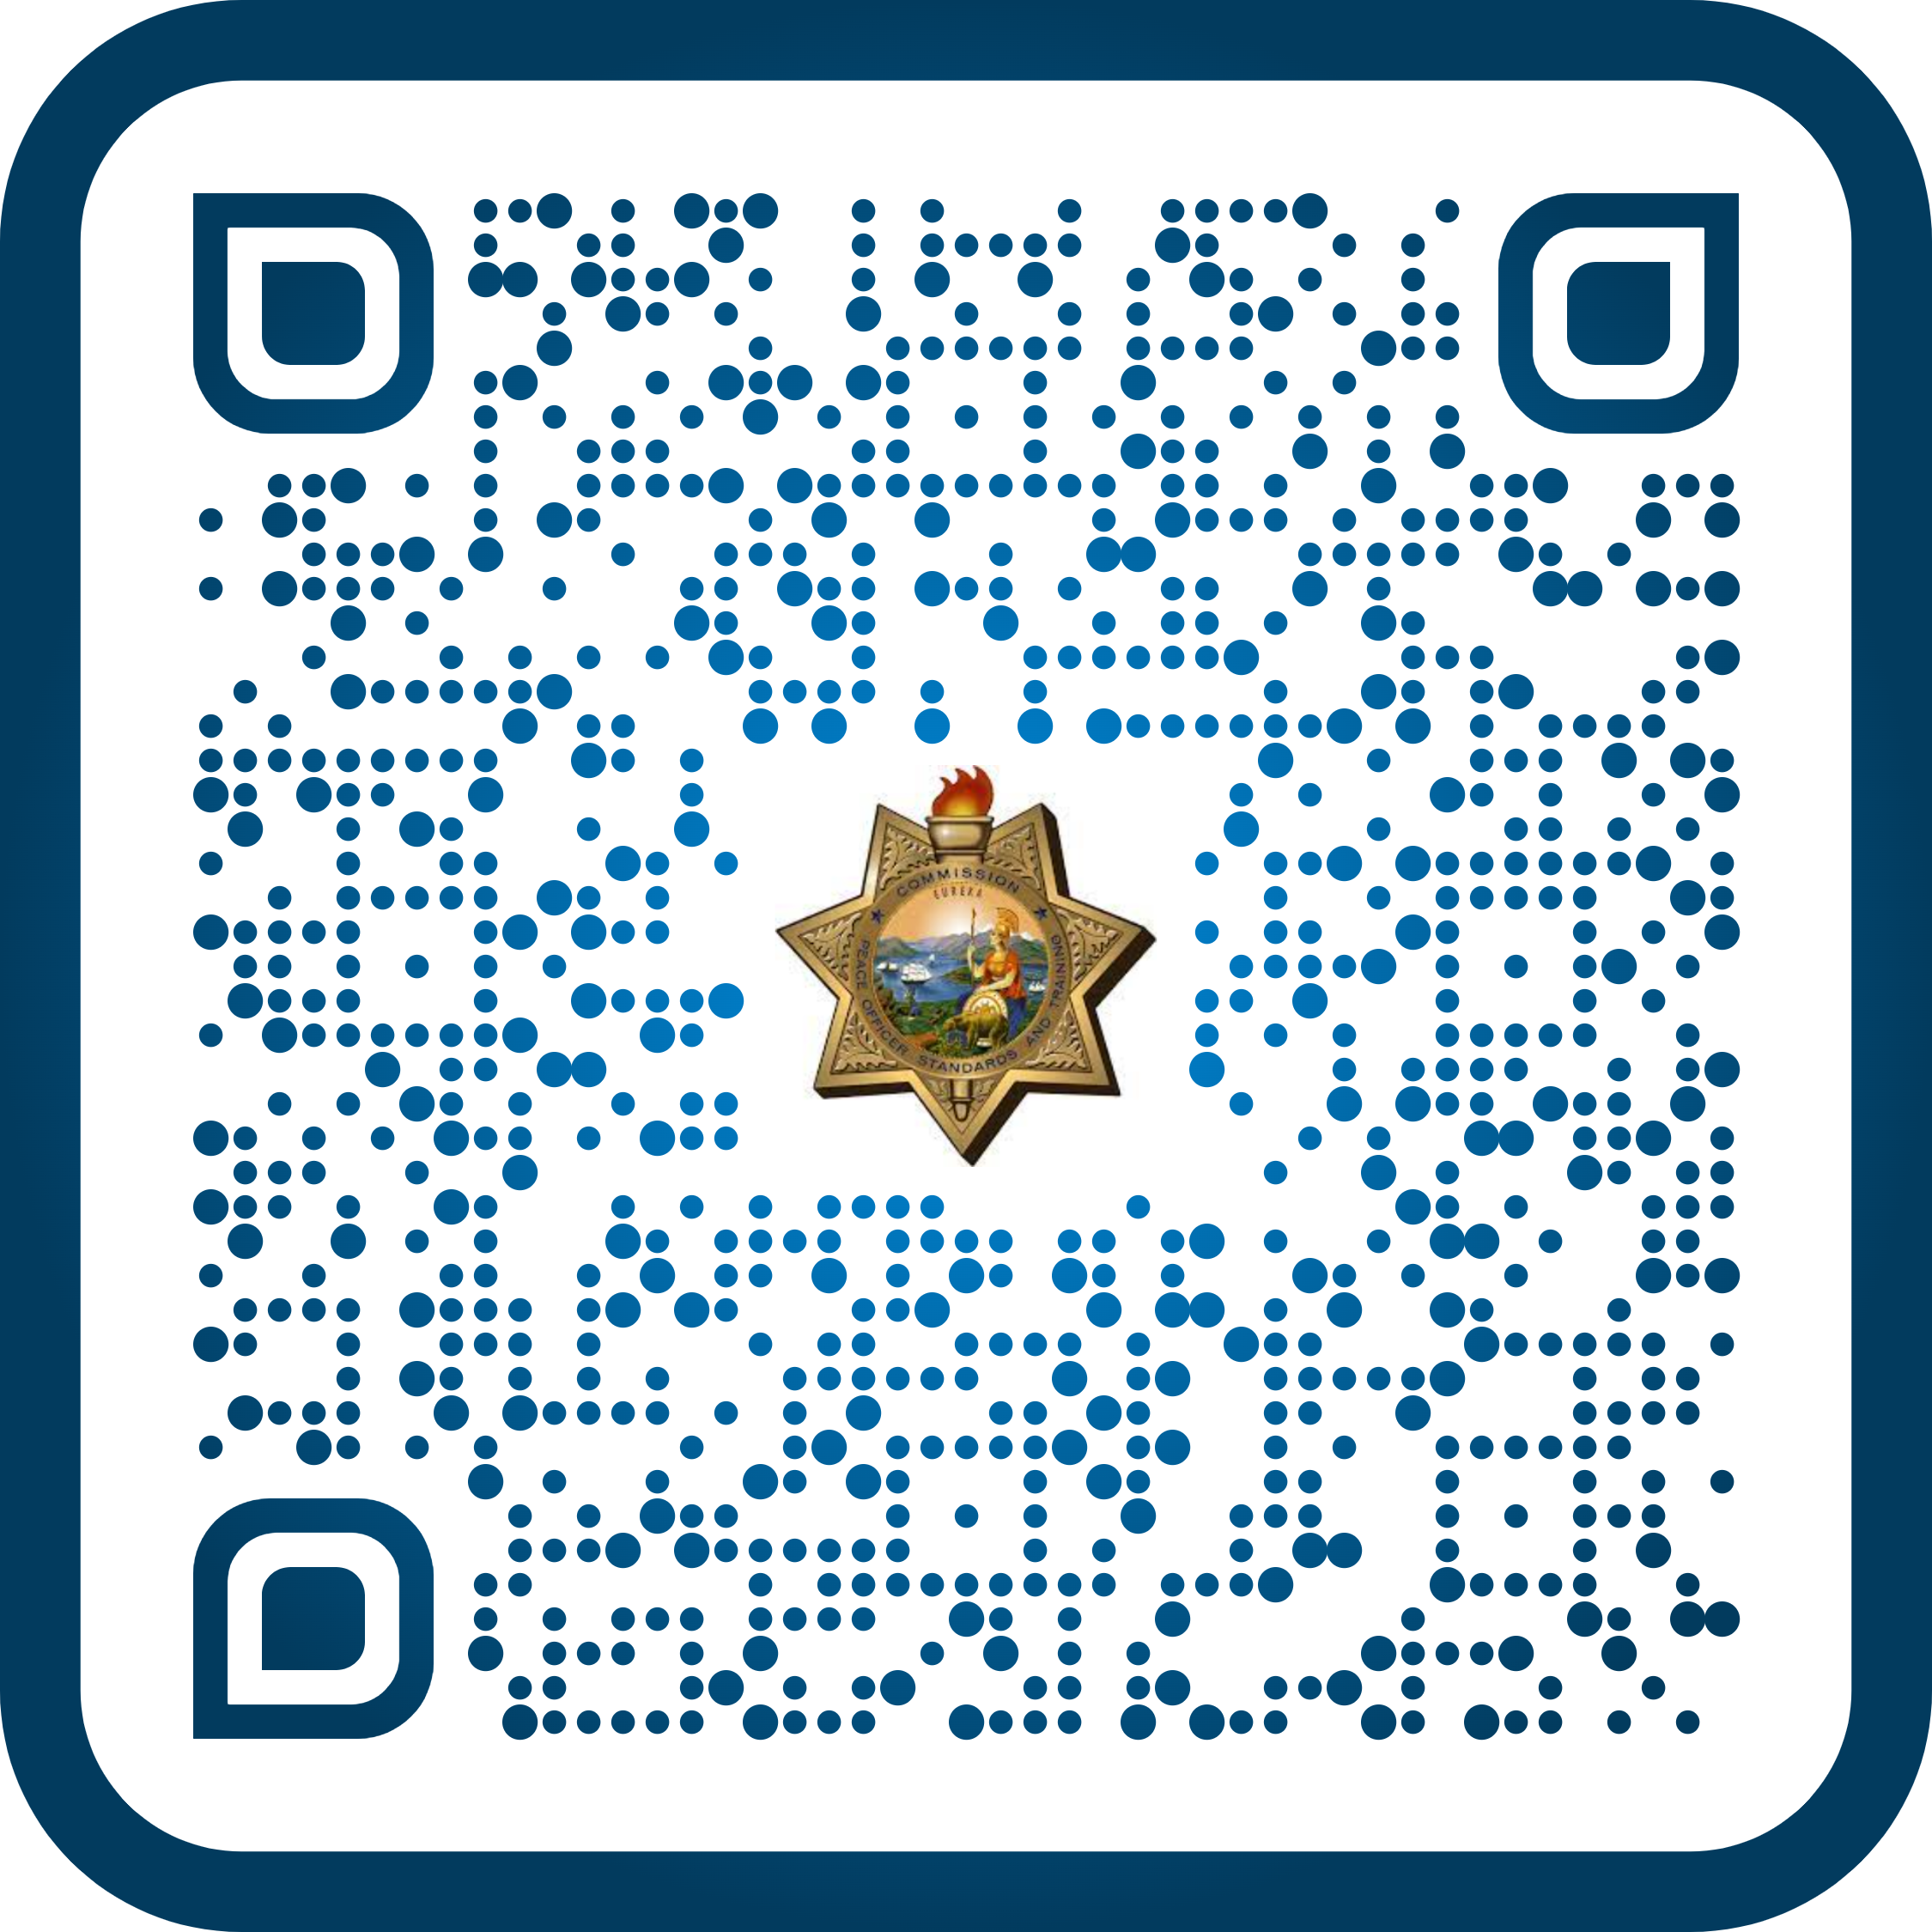 COMMISSION
EUREKA
PEACE OFFICER STANDARDS AND TRAINING